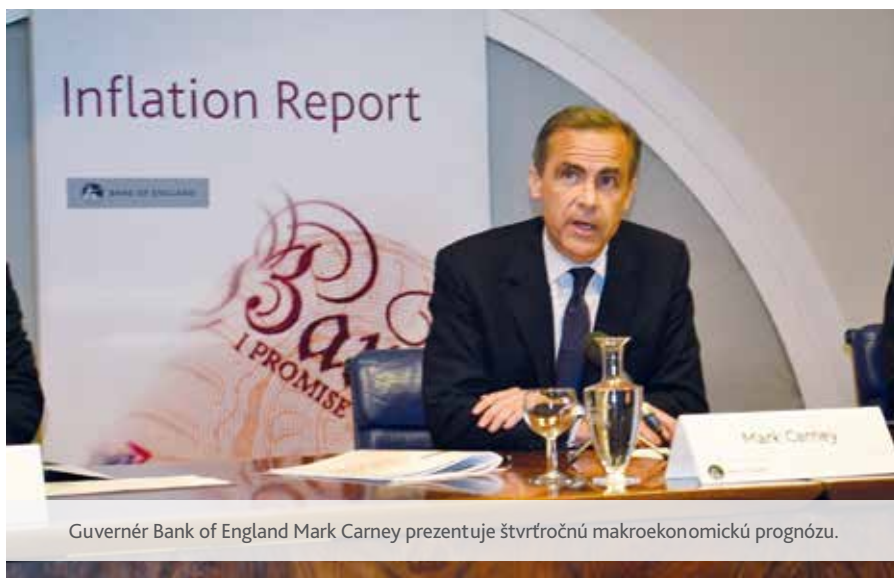 Inflation Report
BANK OF ENGLAND
I PROMISE
Mark Carney
Guvernér Bank of England Mark Carney prezentuje štvrťročnú makroekonomickú prognózu.